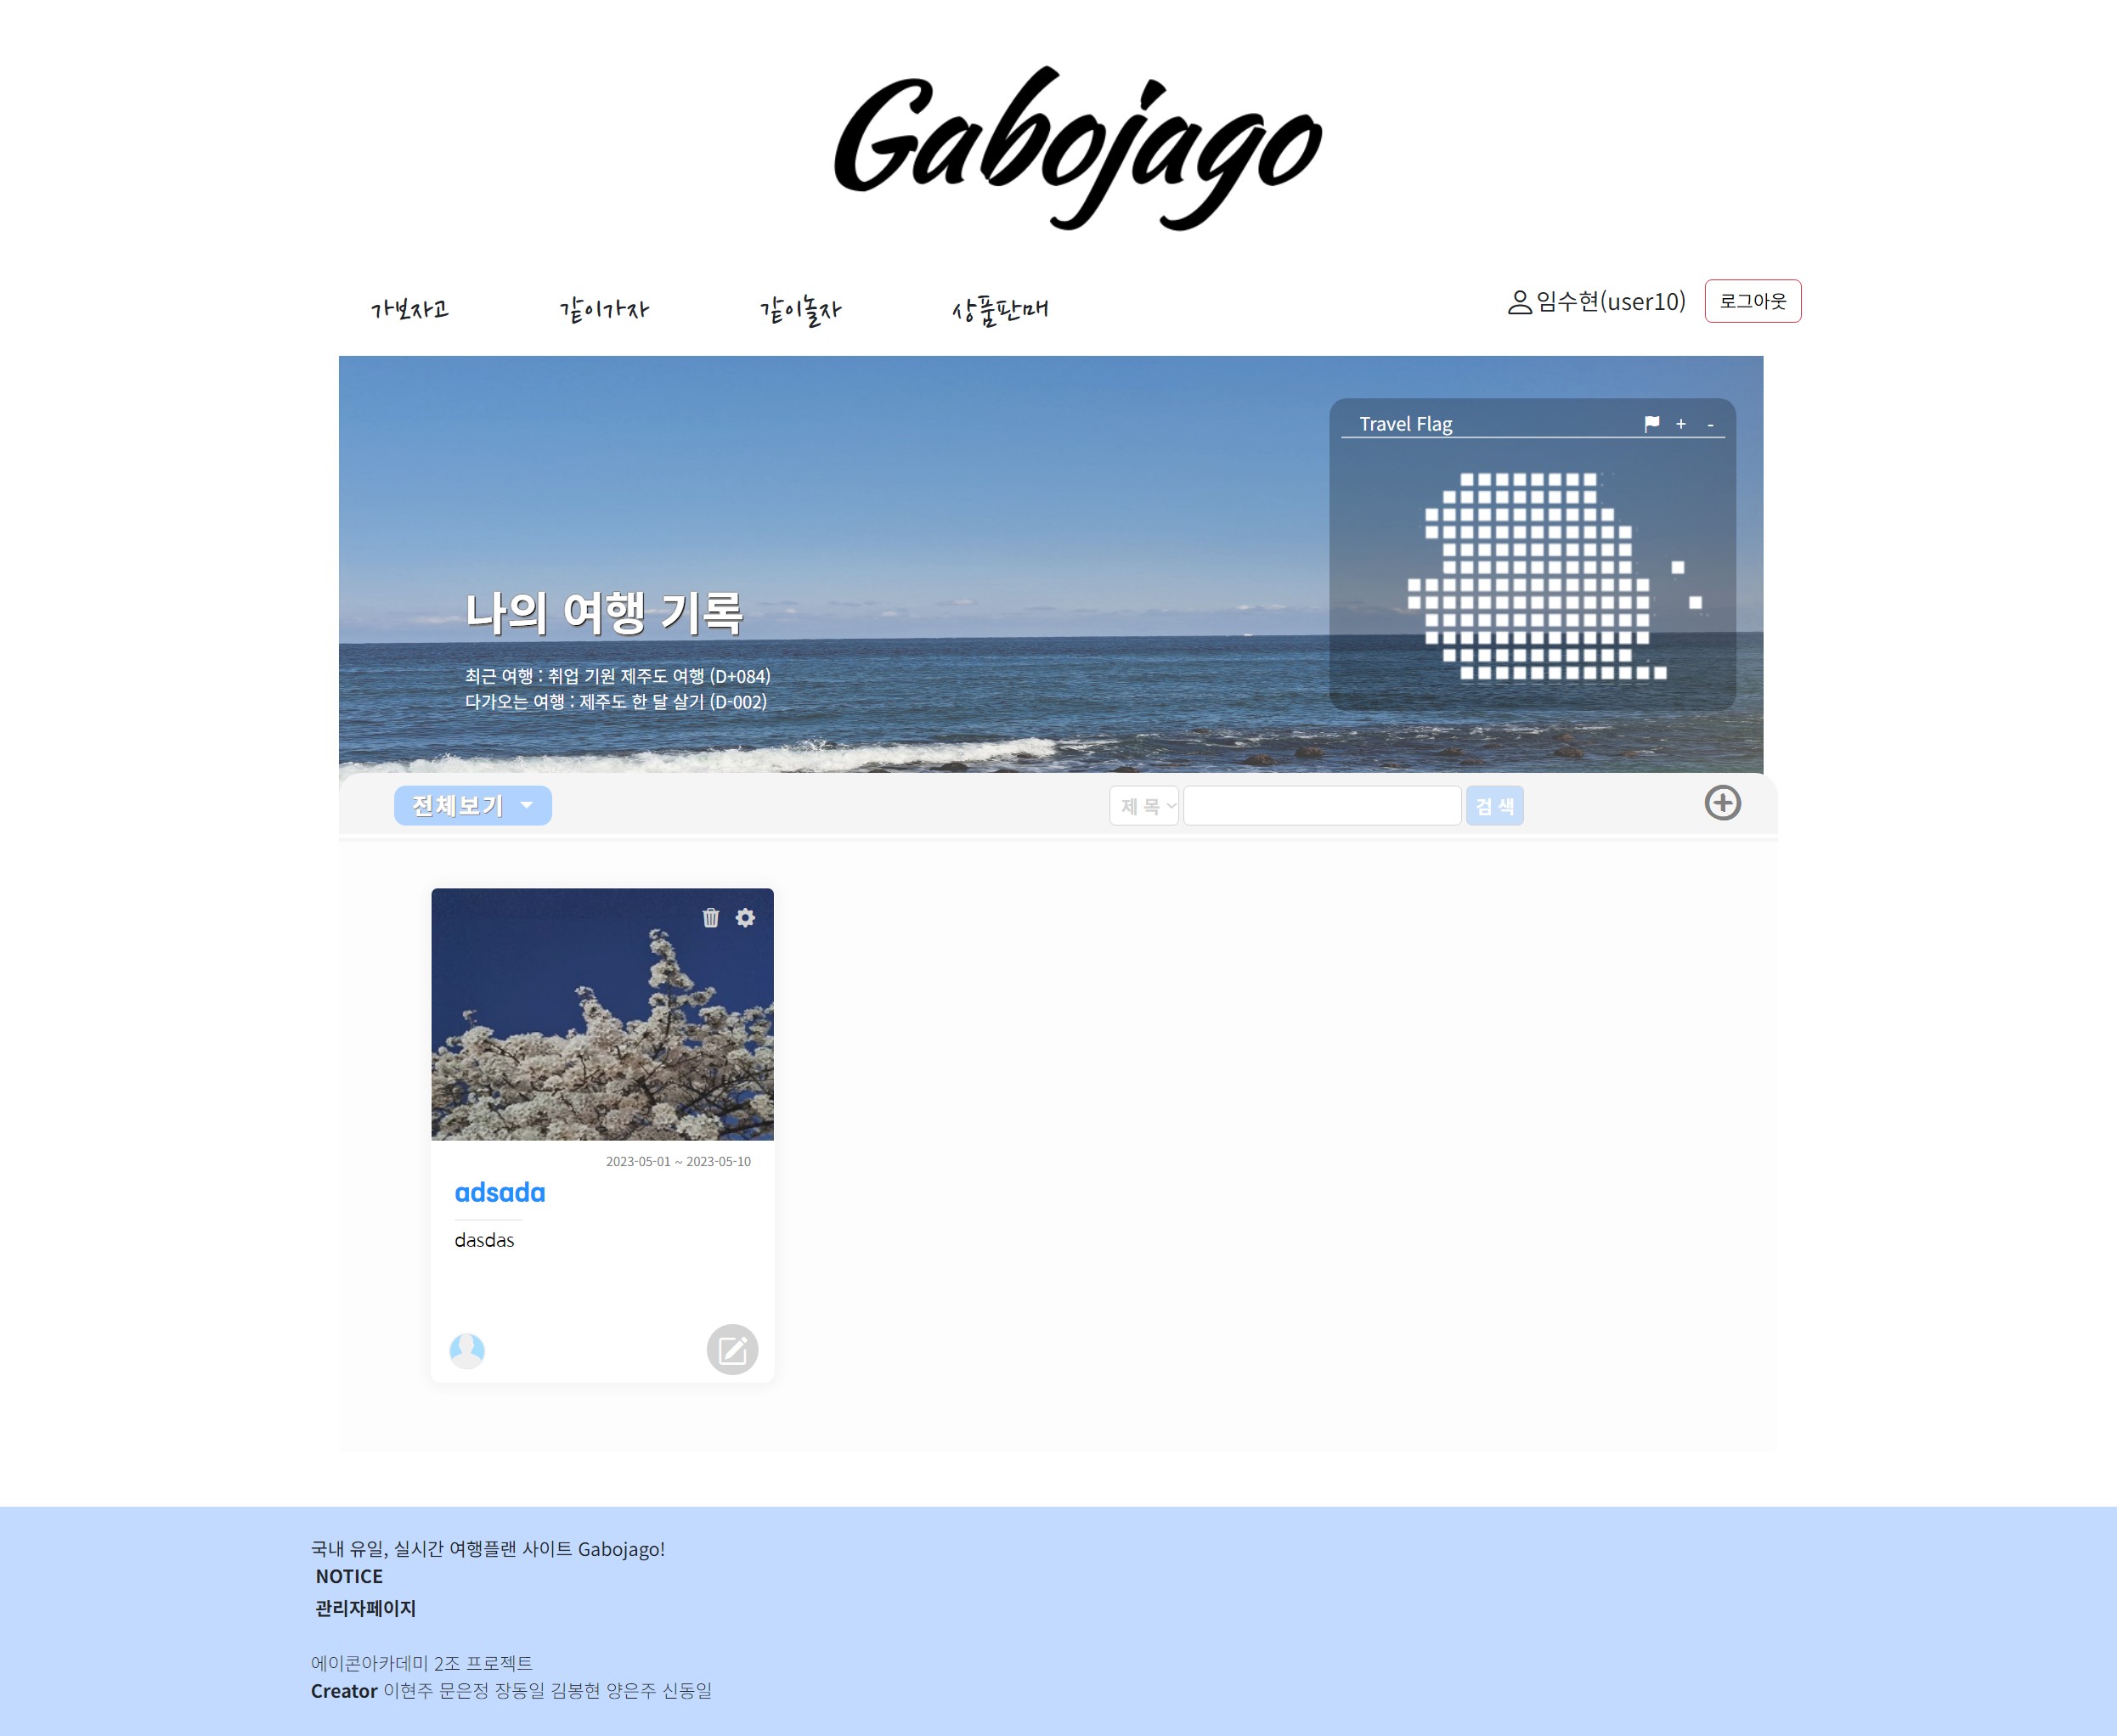 Gabojago
가보자고 같이가자 같이놀자 상품판매 임수현(user10) 로그아웃
Travel Flag + -
나의 여행 기록
최근 여행 : 취업 기원 제주도 여행 (D+084)
다가오는 여행 : 제주도 한 달 살기 (D-002)
전체보기 제 목 검 색
2023-05-01 ~ 2023-05-10
adsada
dasdas
국내 유일, 실시간 여행플랜 사이트 Gabojago!
NOTICE
관리자페이지
에이콘아카데미 2조 프로젝트
Creator 이현주 문은정 장동일 김봉현 양은주 신동일